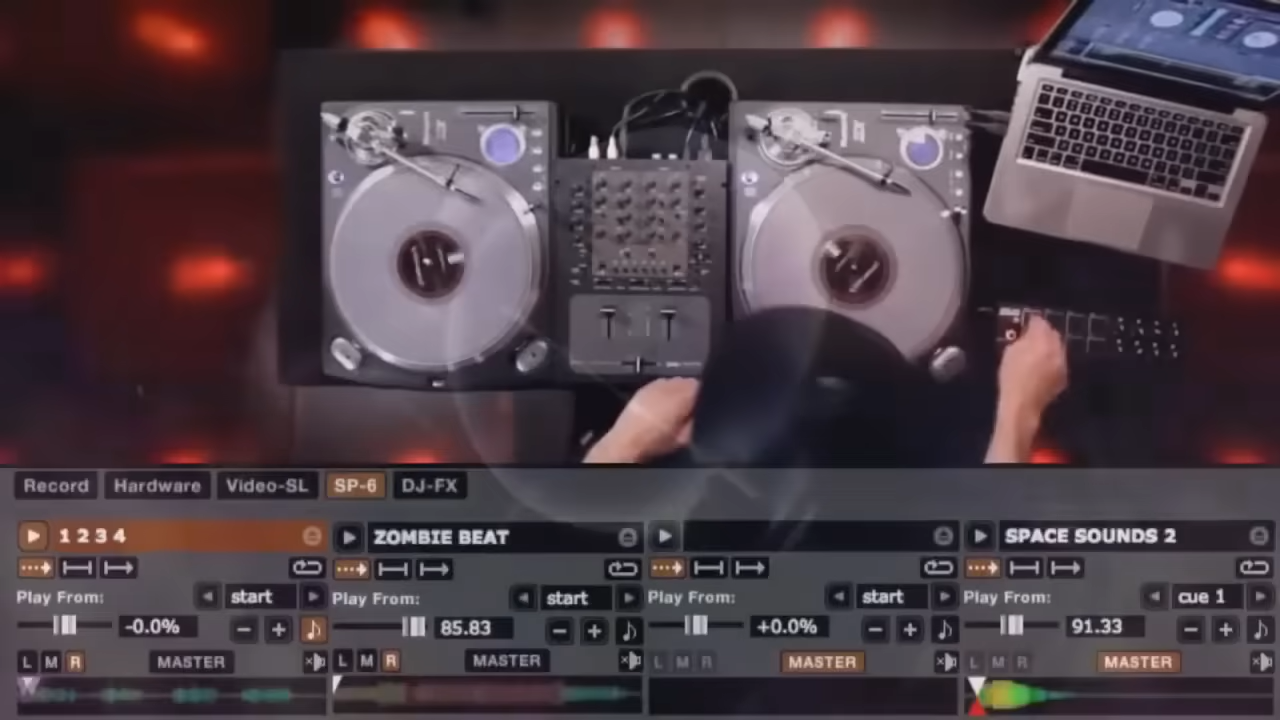 Record Hardware Video-SL SP-6 DJ-FX
1 2 3 4 ZOMBIE BEAT SPACE SOUNDS 2
Play From: Play From: Play From: Play From:
start start start cue 1
-0.0% 85.83 +0.0% 91.33
L M R MASTER L M R MASTER L M R MASTER L M R MASTER